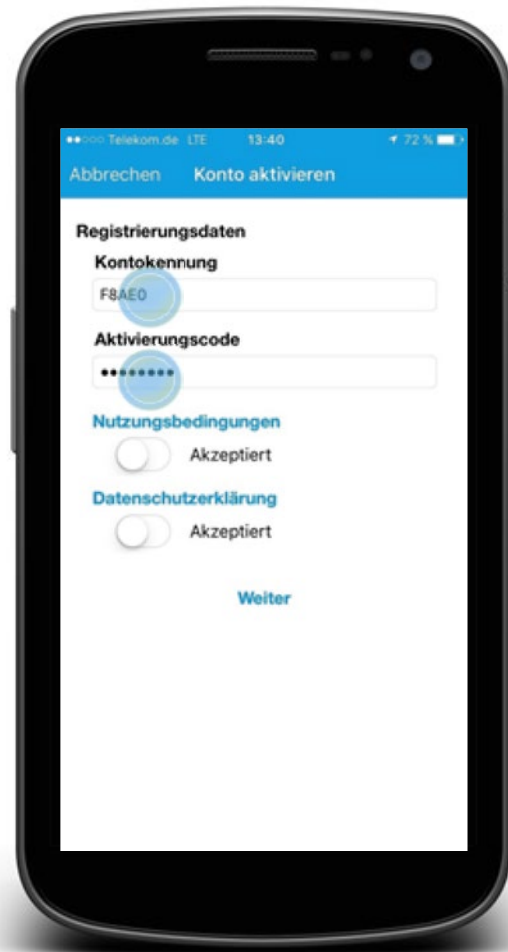 Telekom.de LTE 13:40 72 %
Abbrechen Konto aktivieren
Registrierungsdaten
Kontokennung
F8AE0
Aktivierungscode
••••••••
Nutzungsbedingungen
Akzeptiert
Datenschutzerklärung
Akzeptiert
Weiter